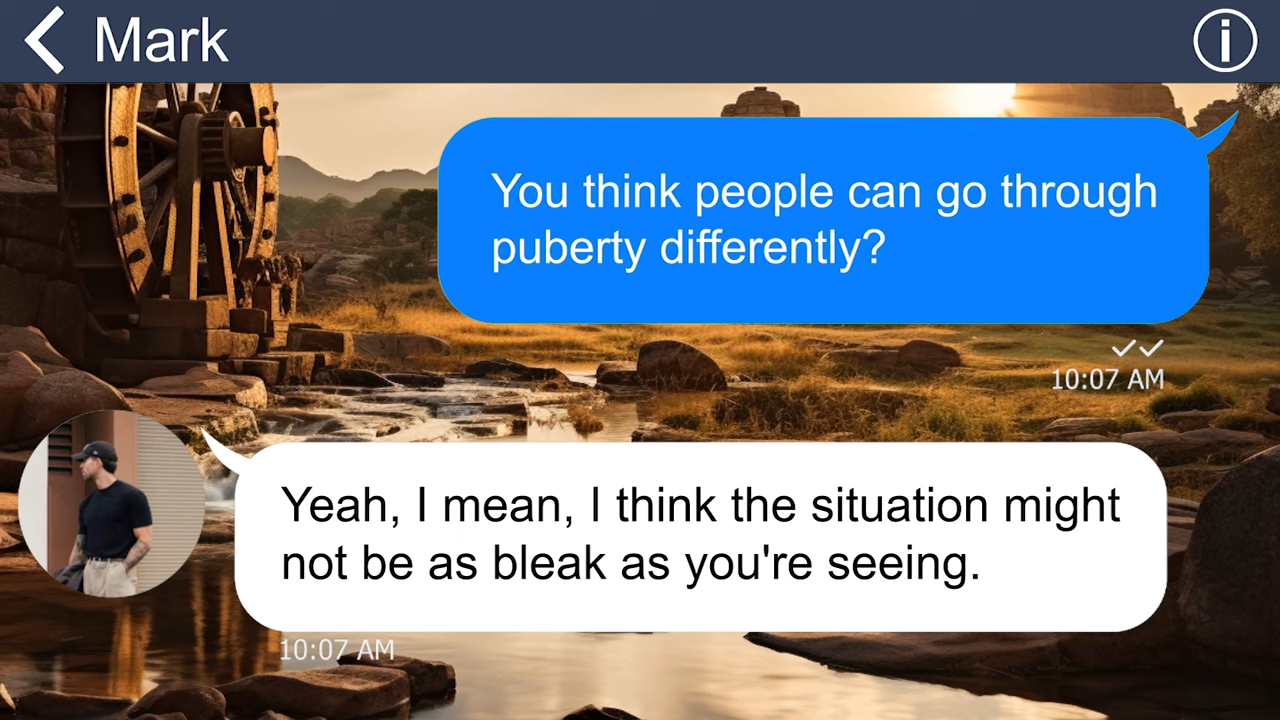 Mark
You think people can go through
puberty differently?
10:07 AM
Yeah, I mean, I think the situation might
not be as bleak as you're seeing.
10:07 AM